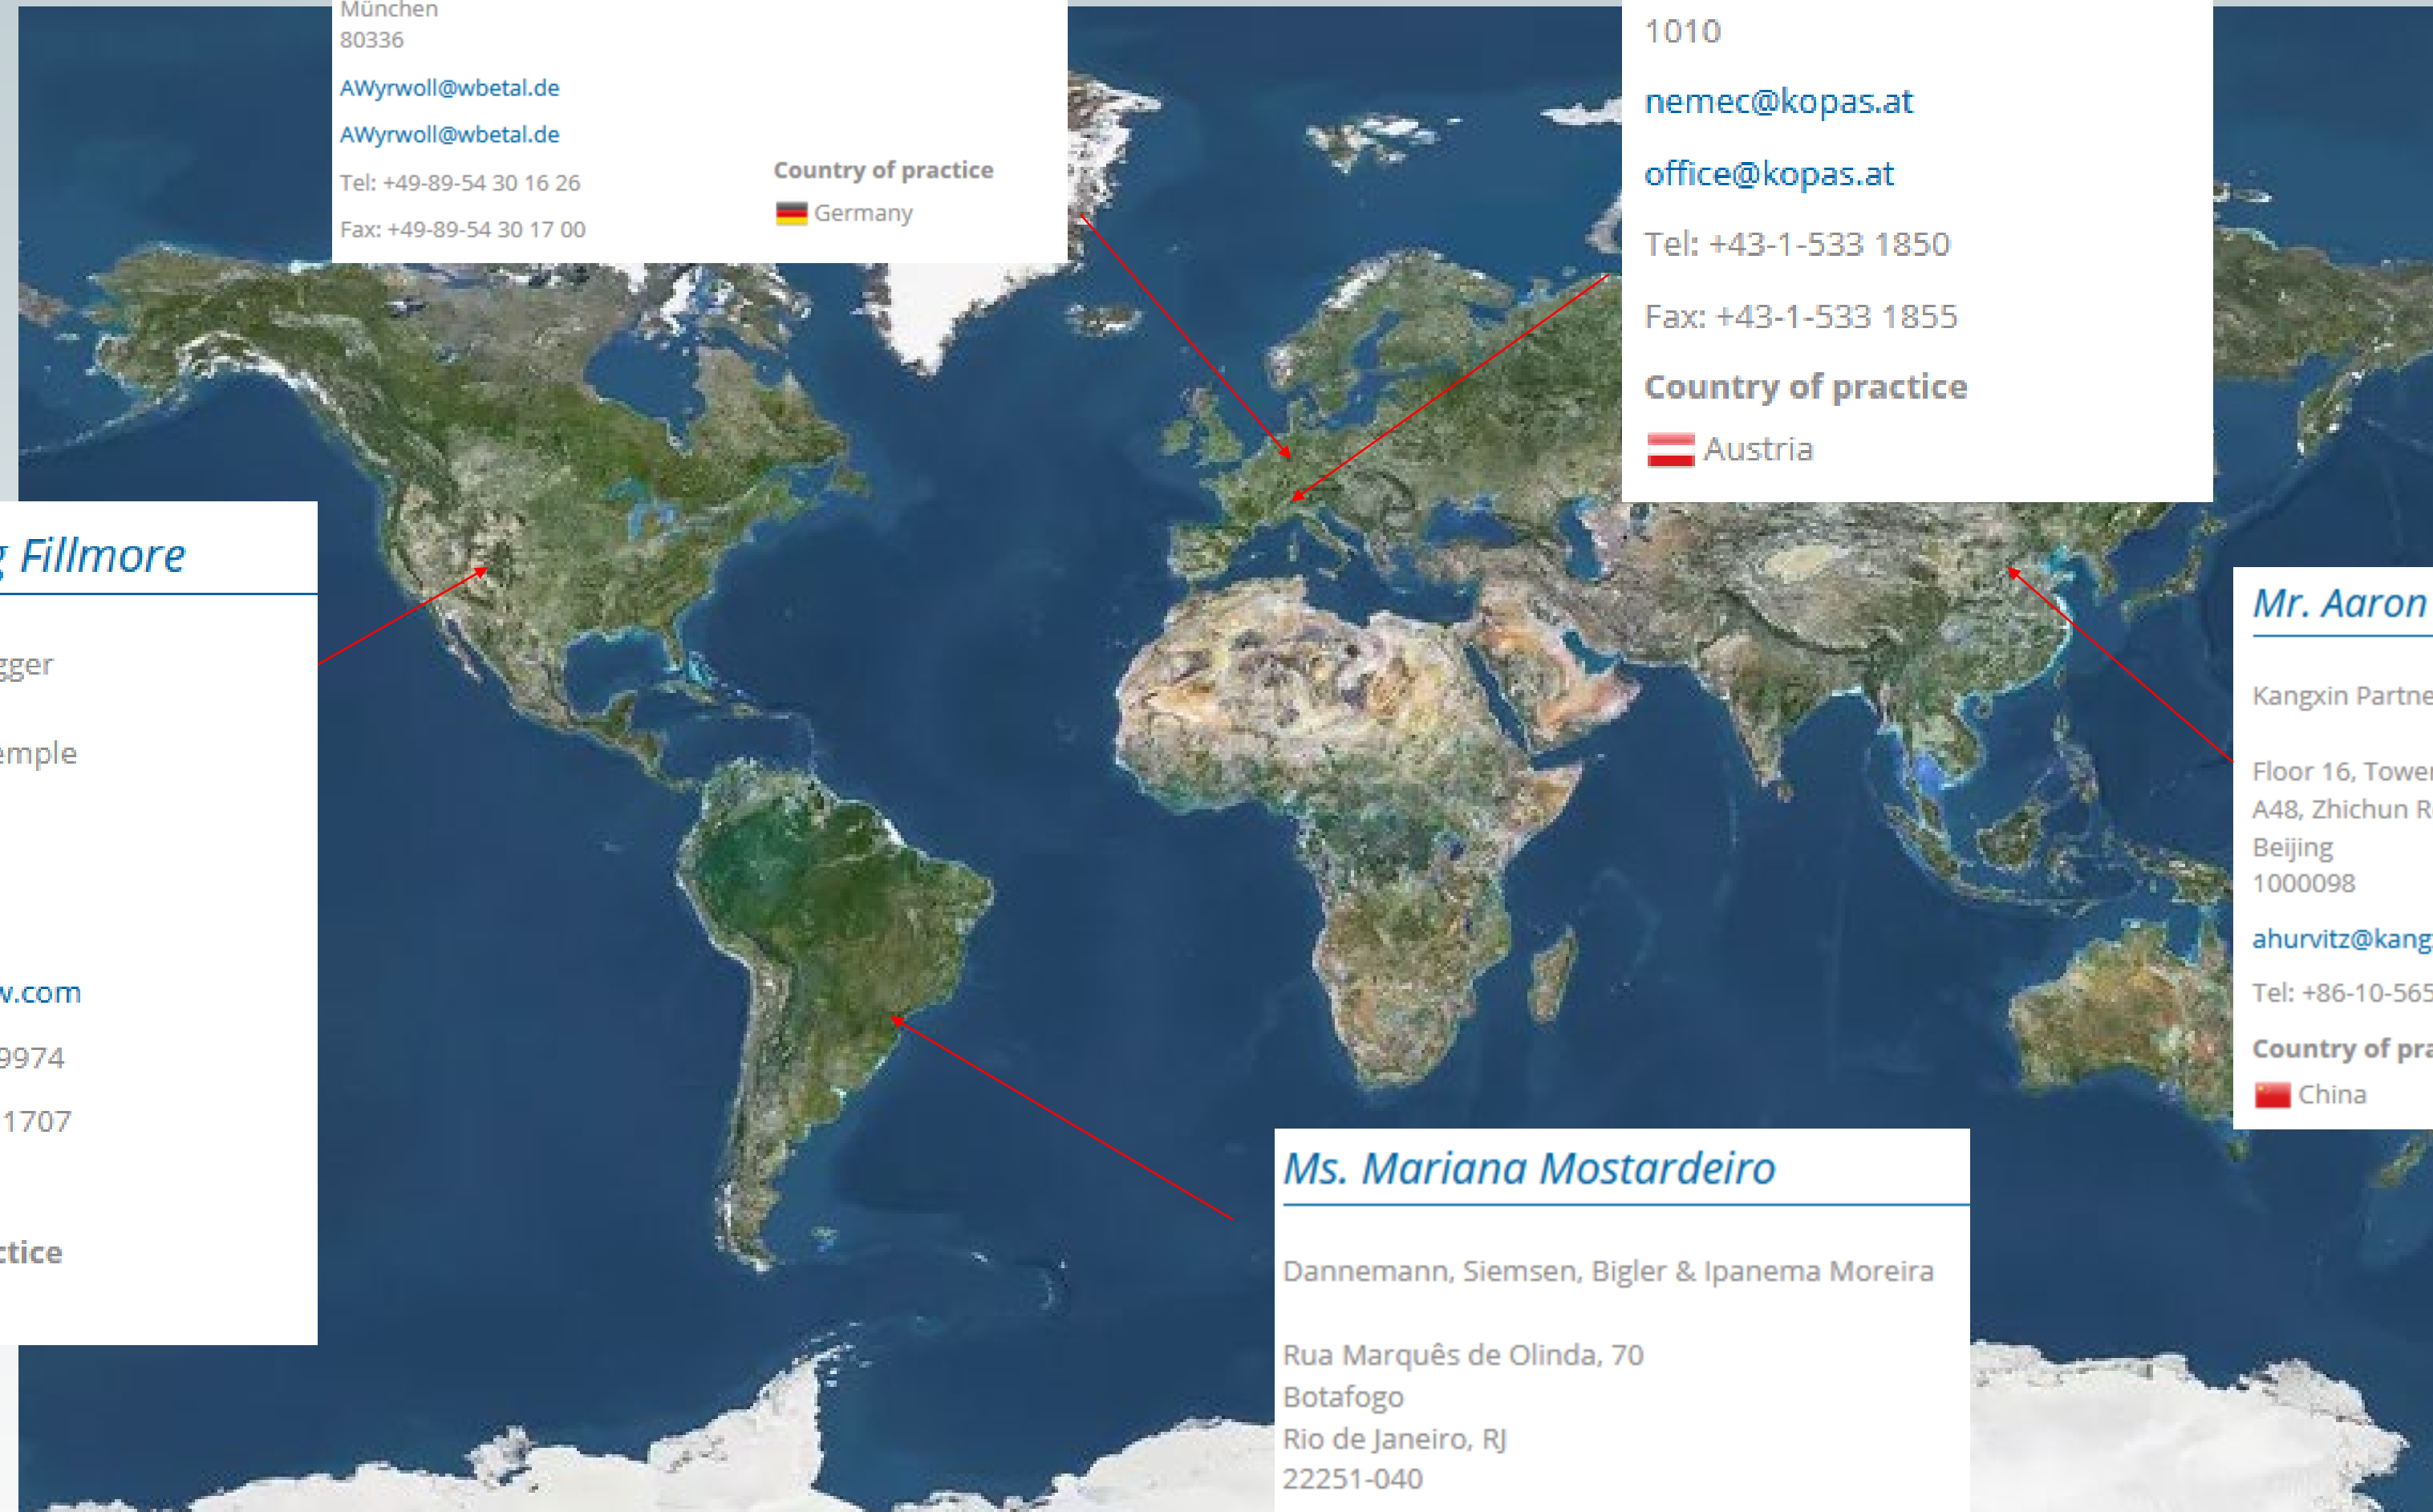 München
80336
AWyrwoll@wbetal.de
AWyrwoll@wbetal.de
Tel: +49-89-54 30 16 26
Fax: +49-89-54 30 17 00
Country of practice
Germany
1010
nemec@kopas.at
office@kopas.at
Tel: +43-1-533 1850
Fax: +43-1-533 1855
Country of practice
Austria
Fillmore
gger
emple
w.com
9974
1707
ctice
Mr. Aaron
Kangxin Partne
Floor 16, Tower
A48, Zhichun R
Beijing
1000098
ahurvitz@kang
Tel: +86-10-565
Country of pra
China
Ms. Mariana Mostardeiro
Dannemann, Siemsen, Bigler & Ipanema Moreira
Rua Marquês de Olinda, 70
Botafogo
Rio de Janeiro, RJ
22251-040